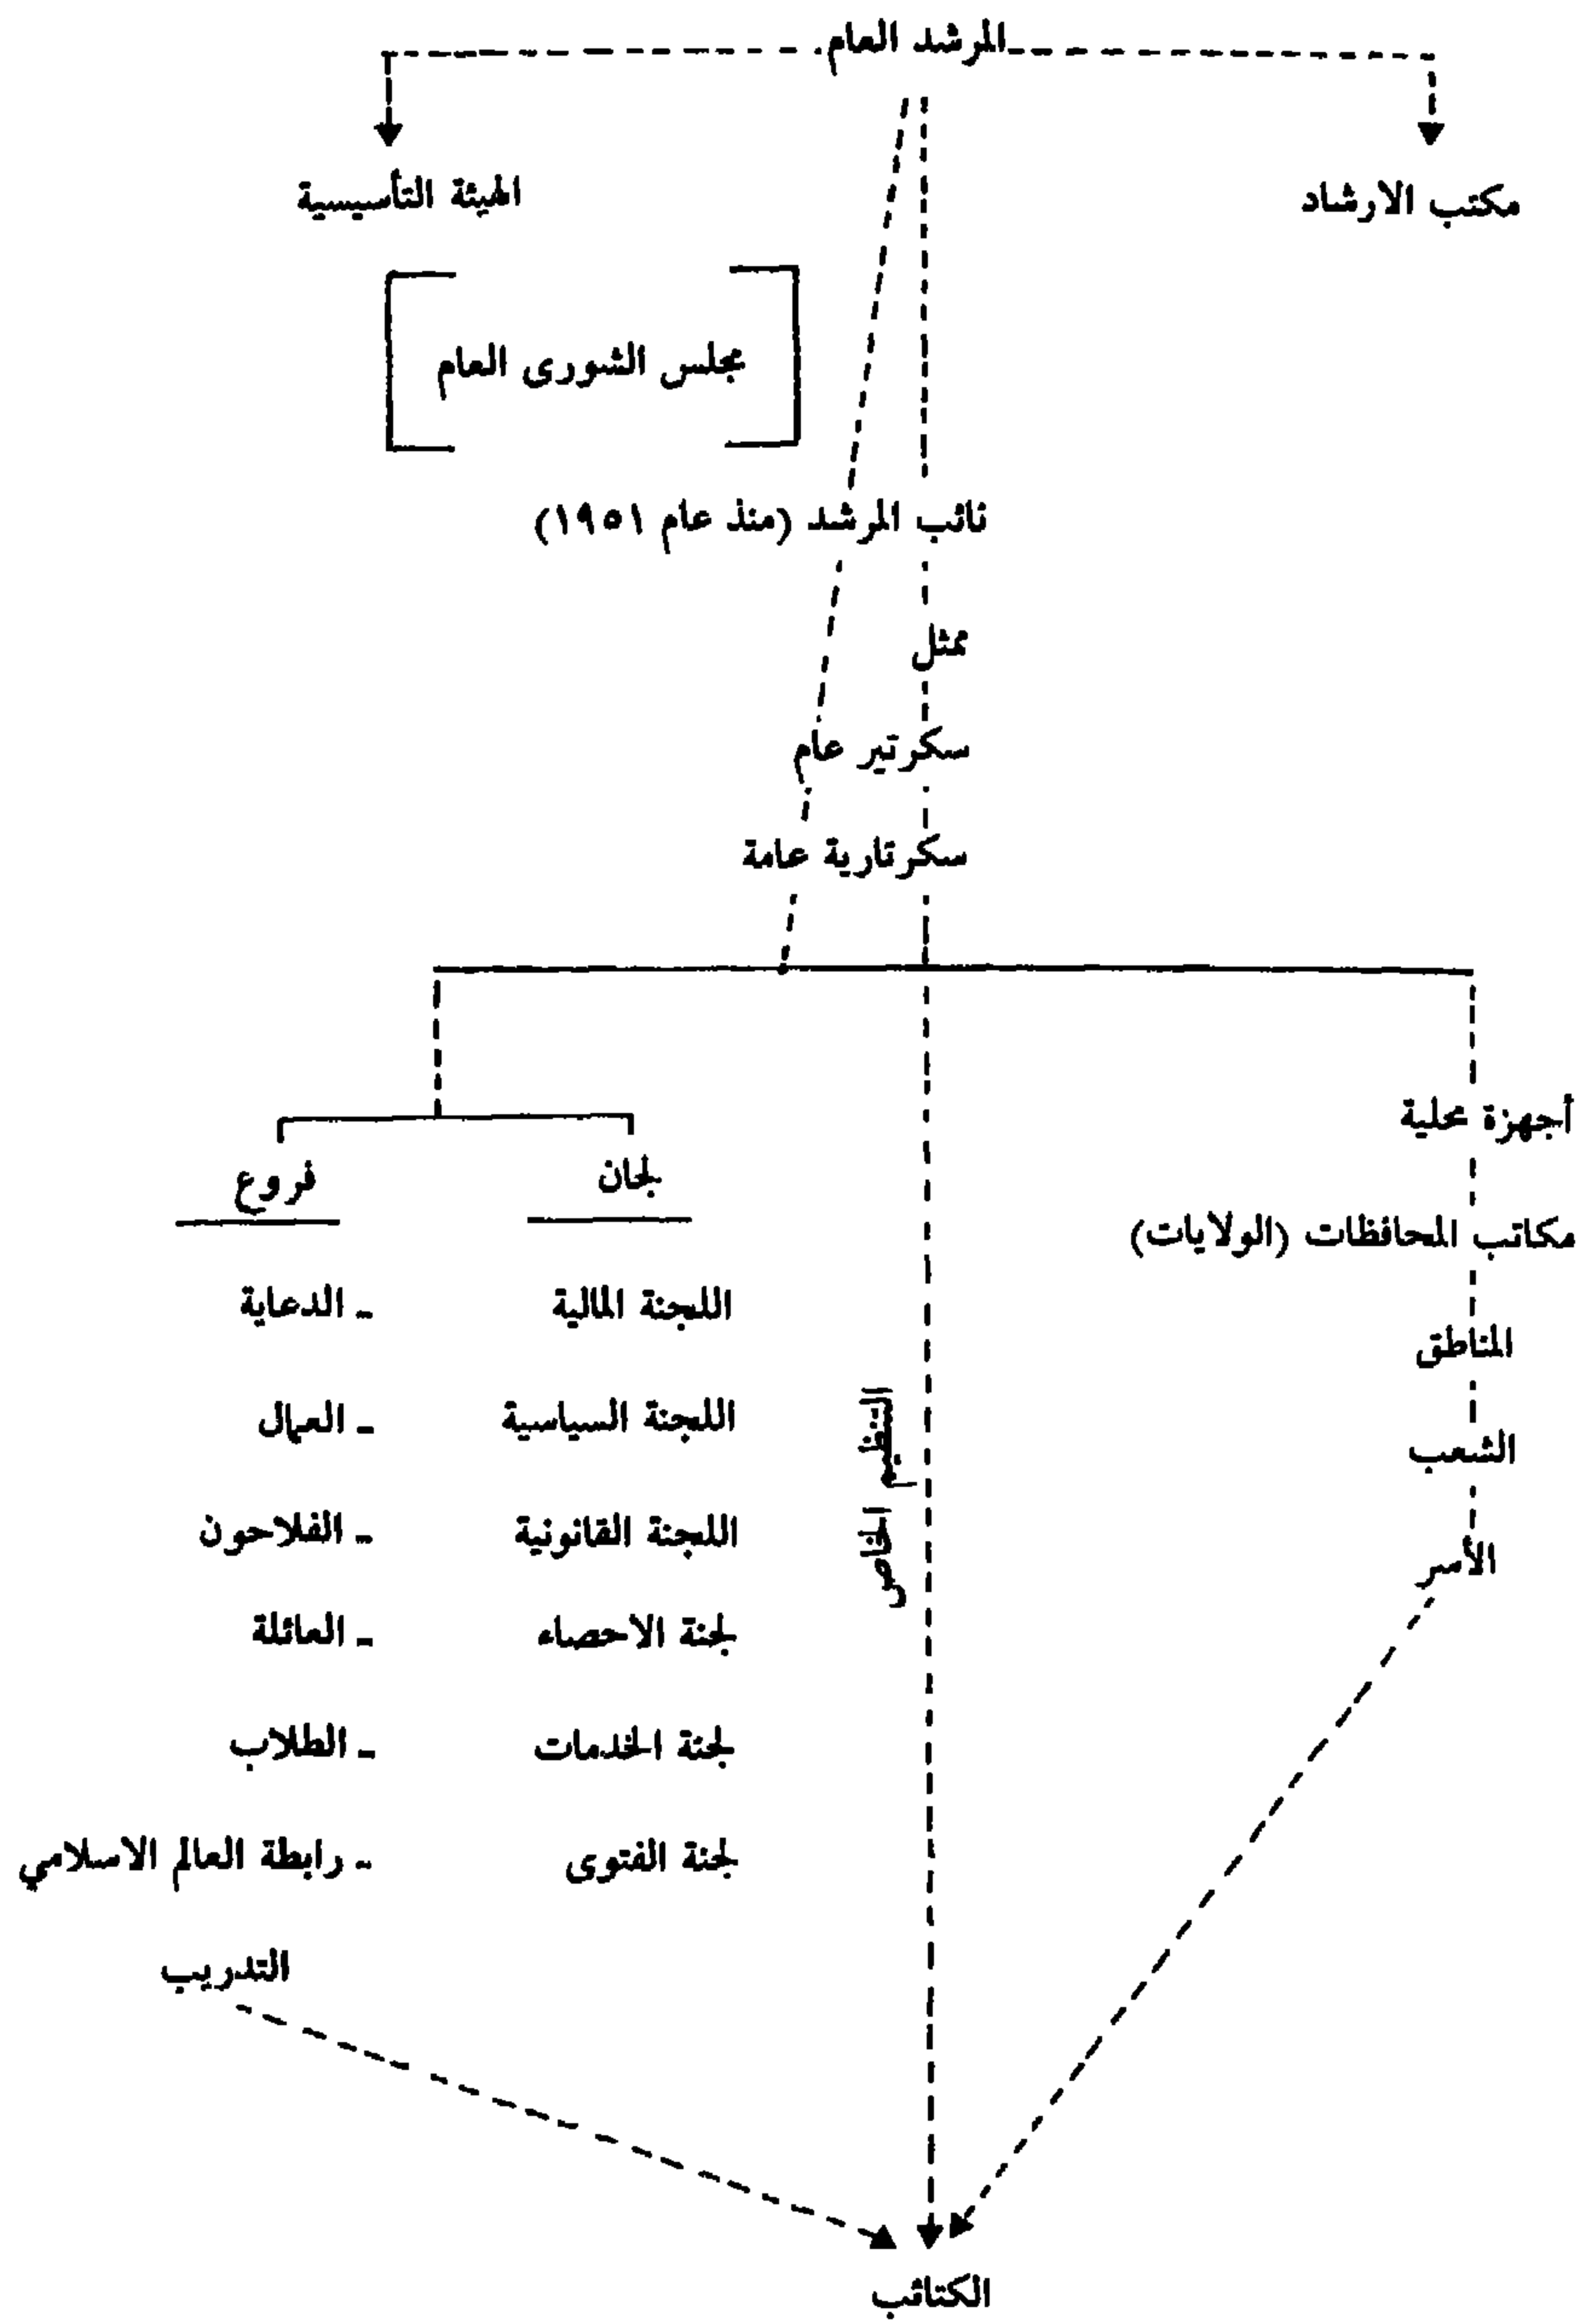 المرشد العام
مكتب الارشاد
الهيئة التأسيسية
مجلس الشورى العام
نائب المرشد (منذ عام ١٩٥١)
ممثل
سكرتير عام
سكرتارية عامة
أجهزة محلية
مكاتب المحافظات (الولايات)
المناطق
الشعب
الأسر
التنظيم الخاص
لجان
اللجنة المالية
اللجنة السياسية
اللجنة القانونية
لجنة الاحصاء
لجنة الخدمات
لجنة الفتوى
فروع
ـ الدعاية
ـ العمال
ـ الفلاحون
ـ العائلة
ـ الطلاب
ـ رابطة العالم الاسلامي
التدريب
الكتائب